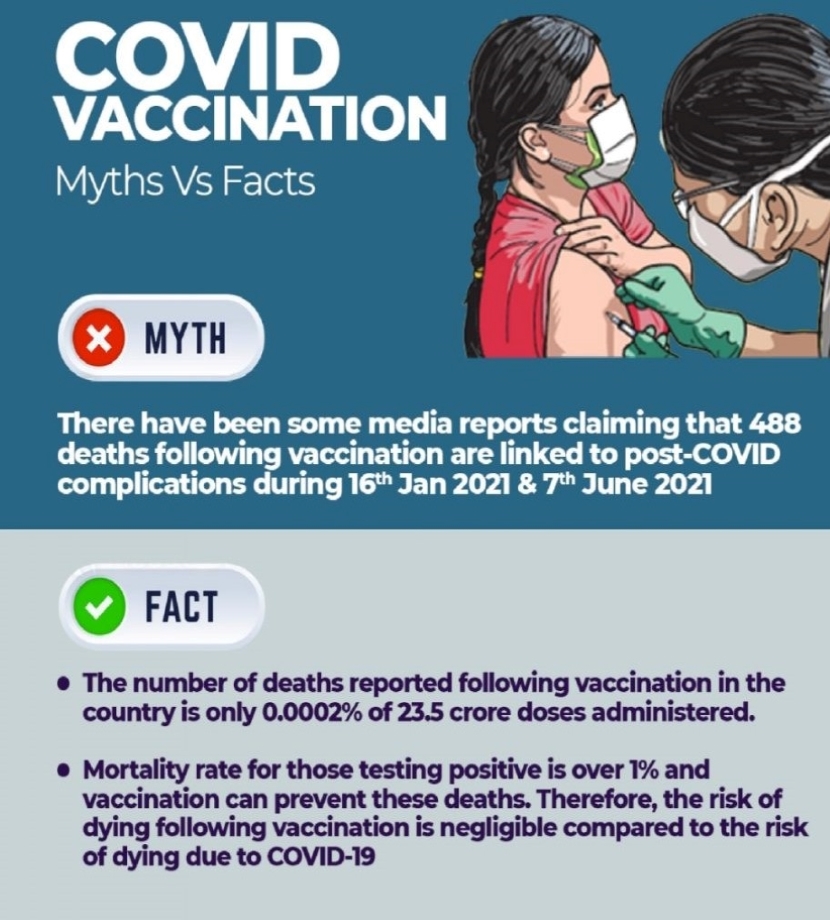 COVID
VACCINATION
Myths Vs Facts
MYTH
There have been some media reports claiming that 488
deaths following vaccination are linked to post-COVID
complications during 16th Jan 2021 & 7th June 2021
FACT
• The number of deaths reported following vaccination in the
country is only 0.0002% of 23.5 crore doses administered.
• Mortality rate for those testing positive is over 1% and
vaccination can prevent these deaths. Therefore, the risk of
dying following vaccination is negligible compared to the risk
of dying due to COVID-19